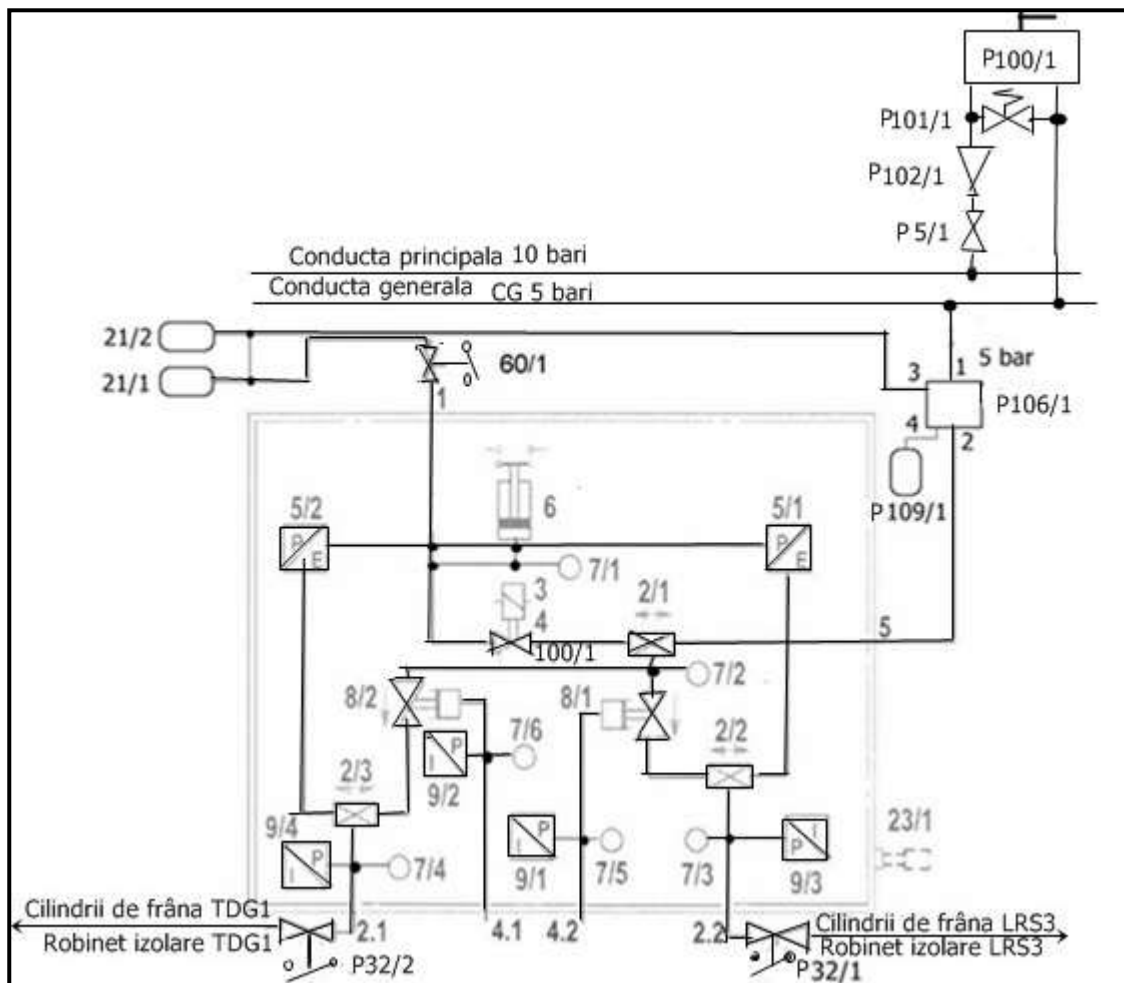 P100/1
P101/1
P102/1
P 5/1
Conducta principala 10 bari
Conducta generala CG 5 bari
21/2
60/1
3 1 5 bar
21/1
P106/1
1
4 2
P109/1
5/2
6
5/1
P E
P E
7/1
3
2/1
4
5
100/1
7/2
8/2
8/1
7/6
2/2
2/3
P I
9/2
9/4
P I
P I
I P
23/1
7/4
9/1
7/5
7/3
9/3
Cilindrii de frâna TDG1
Robinet izolare TDG1
2.1
4.1
4.2
2.2
Cilindrii de frâna LRS3
Robinet izolare LRS3
P32/2
P32/1